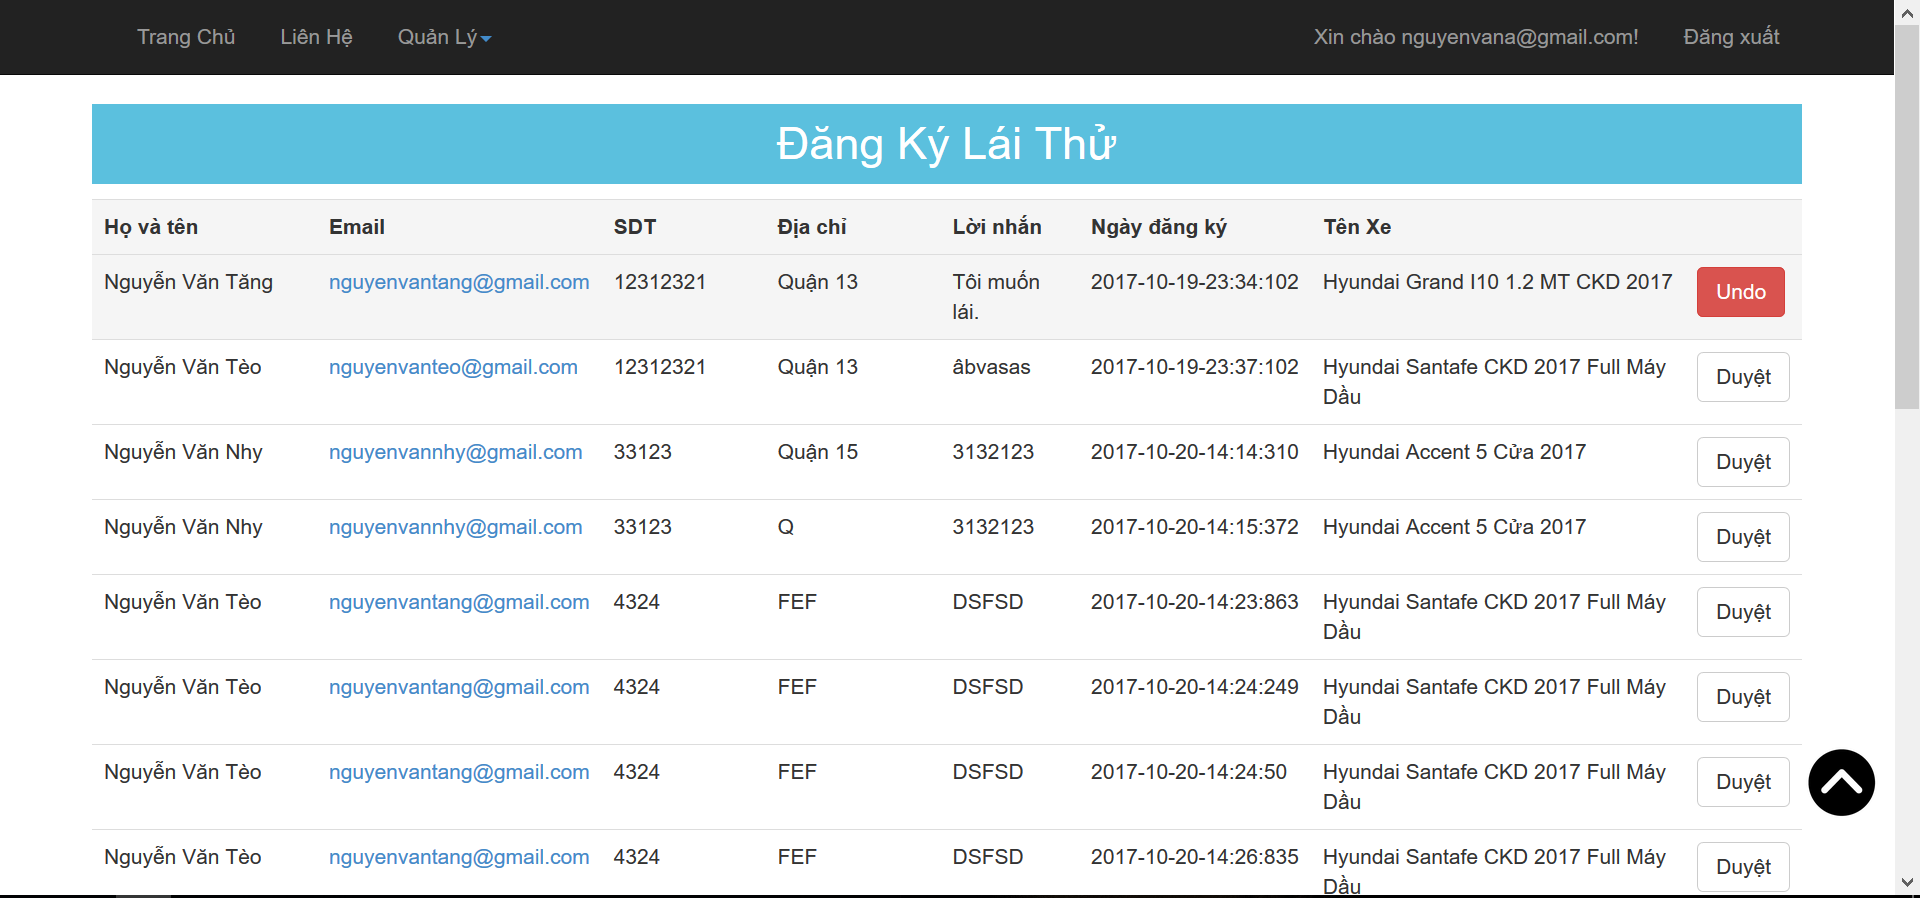 Trang Chủ Liên Hệ Quản Lý Xin chào nguyenvana@gmail.com! Đăng xuất
Đăng Ký Lái Thử
Họ và tên Email SDT Địa chỉ Lời nhắn Ngày đăng ký Tên Xe
Nguyễn Văn Tăng nguyenvantang@gmail.com 12312321 Quận 13 Tôi muốn 2017-10-19-23:34:102 Hyundai Grand I10 1.2 MT CKD 2017 Undo
lái.
Nguyễn Văn Tèo nguyenvanteo@gmail.com 12312321 Quận 13 âbvasas 2017-10-19-23:37:102 Hyundai Santafe CKD 2017 Full Máy Duyệt
Dầu
Nguyễn Văn Nhy nguyenvannhy@gmail.com 33123 Quận 15 3132123 2017-10-20-14:14:310 Hyundai Accent 5 Cửa 2017 Duyệt
Nguyễn Văn Nhy nguyenvannhy@gmail.com 33123 Q 3132123 2017-10-20-14:15:372 Hyundai Accent 5 Cửa 2017 Duyệt
Nguyễn Văn Tèo nguyenvantang@gmail.com 4324 FEF DSFSD 2017-10-20-14:23:863 Hyundai Santafe CKD 2017 Full Máy Duyệt
Dầu
Nguyễn Văn Tèo nguyenvantang@gmail.com 4324 FEF DSFSD 2017-10-20-14:24:249 Hyundai Santafe CKD 2017 Full Máy Duyệt
Dầu
Nguyễn Văn Tèo nguyenvantang@gmail.com 4324 FEF DSFSD 2017-10-20-14:24:50 Hyundai Santafe CKD 2017 Full Máy Duyệt
Dầu
Nguyễn Văn Tèo nguyenvantang@gmail.com 4324 FEF DSFSD 2017-10-20-14:26:835 Hyundai Santafe CKD 2017 Full Máy Duyệt
Dầu